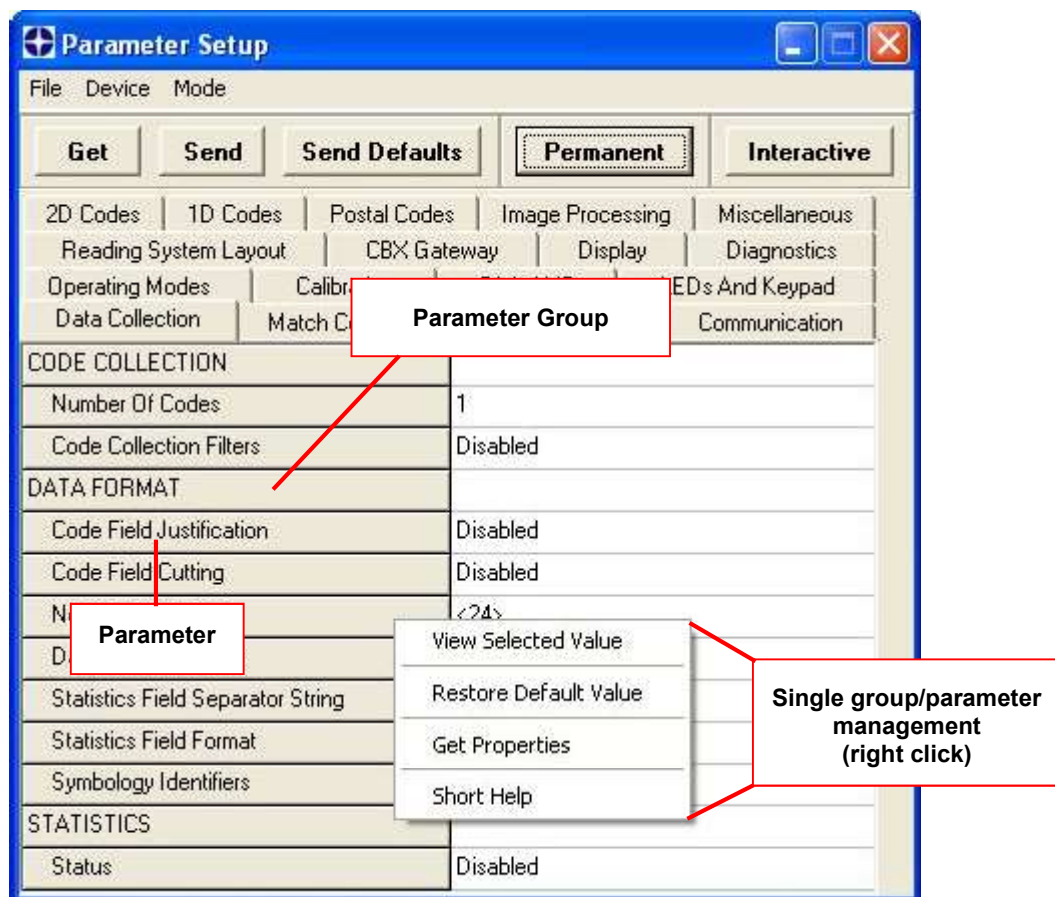 Parameter Setup
File Device Mode
Get Send Send Defaults Permanent Interactive
2D Codes 1D Codes Postal Codes Image Processing Miscellaneous
Reading System Layout CBX Gateway Display Diagnostics
Operating Modes And Keypad
Data Collection Match Parameter Group Communication
CODE COLLECTION
Number Of Codes 1
Code Collection Filters Disabled
DATA FORMAT
Code Field Justification Disabled
Code Field Cutting Disabled
<24>
Parameter
View Selected Value
Restore Default Value
Get Properties
Short Help
Single group/parameter
management
(right click)
Statistics Field Separator String
Statistics Field Format
Symbology Identifiers
STATISTICS
Status Disabled